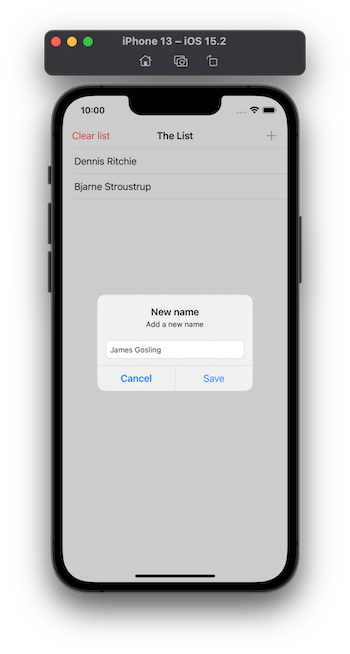 iPhone 13 – iOS 15.2
10:00
Clear list The List +
Dennis Ritchie
Bjarne Stroustrup
New name
Add a new name
James Gosling
Cancel Save